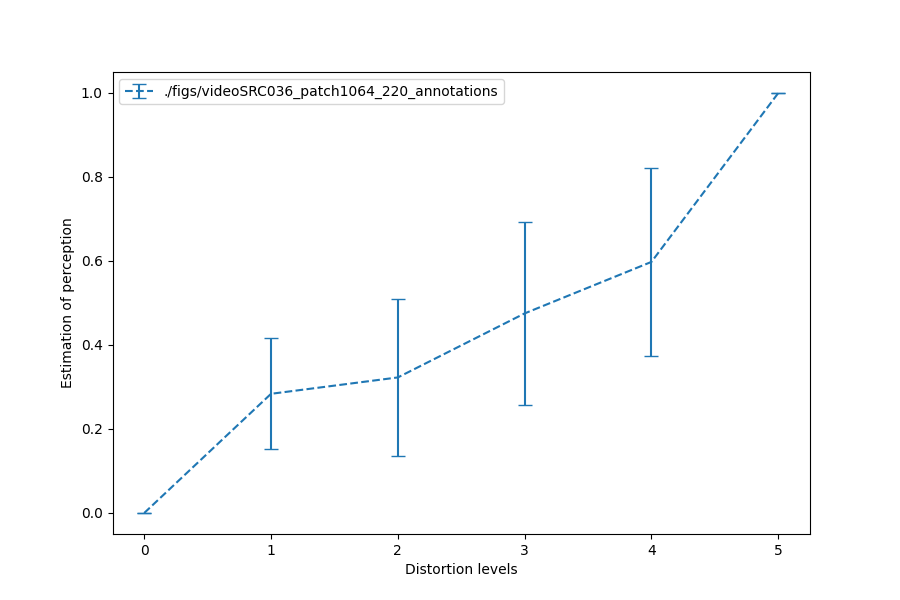 ./figs/videoSRC036_patch1064_220_annotations
1.0
0.8
0.6
0.4
0.2
0.0
Estimation of perception
0 1 2 3 4 5
Distortion levels